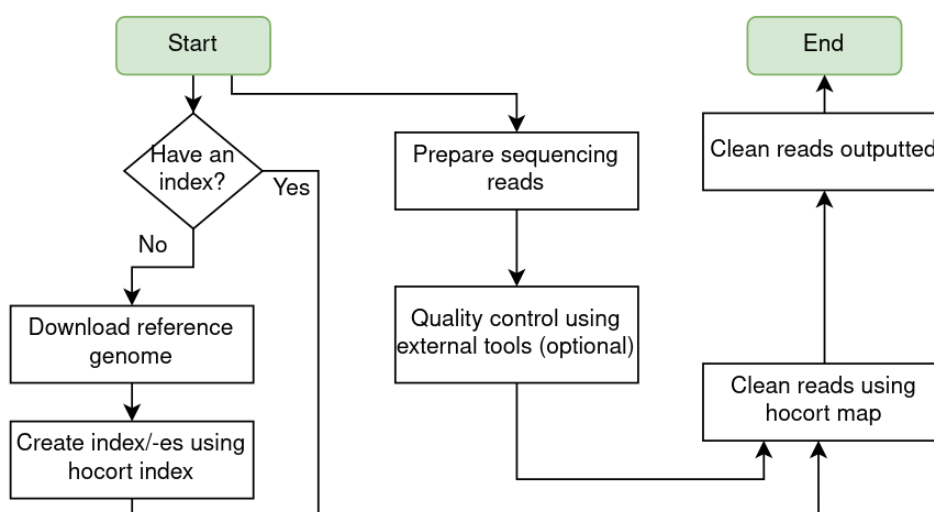 Start
Have an
index?
Yes
No
Download reference
genome
Create index/-es using
hocort index
Prepare sequencing
reads
Quality control using
external tools (optional)
End
Clean reads outputted
Clean reads using
hocort map